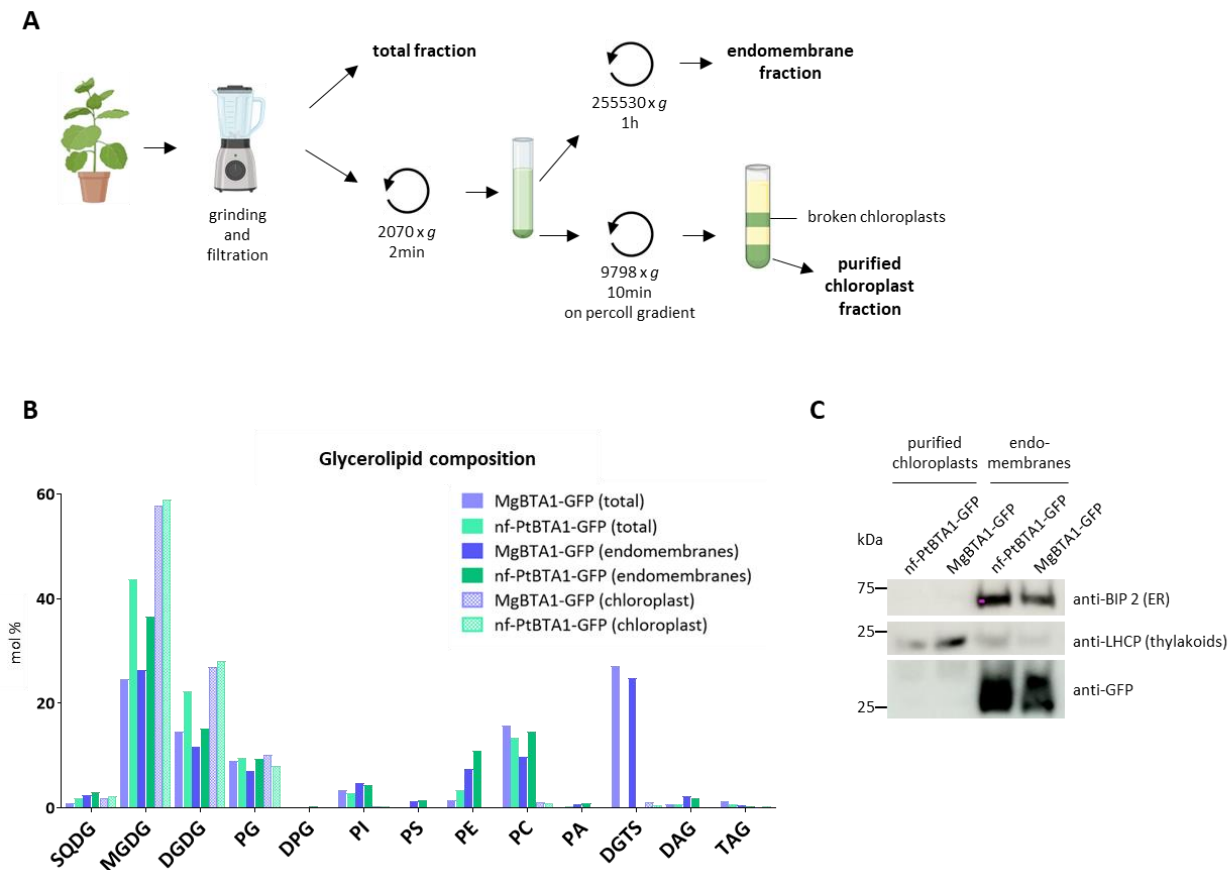 A
total fraction
endomembrane
fraction
255530 x g
1h
grinding
and
filtration
2070 x g
2min
9798 x g
10min
on percoll gradient
broken chloroplasts
purified
chloroplast
fraction
B
Glycerolipid composition
MgBTA1-GFP (total)
nf-PtBTA1-GFP (total)
MgBTA1-GFP (endomembranes)
nf-PtBTA1-GFP (endomembranes)
MgBTA1-GFP (chloroplast)
nf-PtBTA1-GFP (chloroplast)
mol %
60
40
20
0
SQDG
MGDG
DGDG
PG
DPG
PI
PS
PE
PC
PA
DGTS
DAG
TAG
C
purified
chloroplasts
endo-
membranes
kDa
nf-PtBTA1-GFP
MgBTA1-GFP
nf-PtBTA1-GFP
MgBTA1-GFP
75
anti-BIP 2 (ER)
25
anti-LHCP (thylakoids)
anti-GFP
25